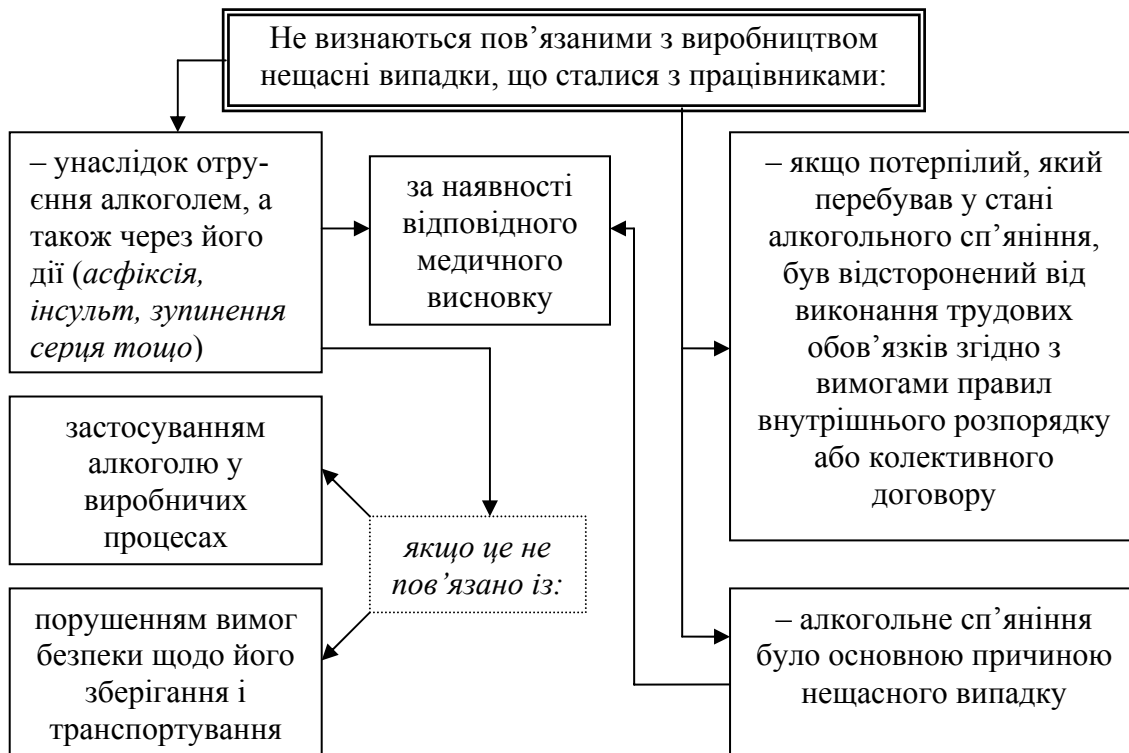 Не визнаються пов’язаними з виробництвом
нещасні випадки, що сталися з працівниками:
– унаслідок отру-
єння алкоголем, а
також через його
дії (асфіксія,
інсульт, зупинення
серця тощо)
за наявності
відповідного
медичного
висновку
– якщо потерпілий, який
перебував у стані
алкогольного сп’яніння,
був відсторонений від
виконання трудових
обов’язків згідно з
вимогами правил
внутрішнього розпорядку
або колективного
договору
застосуванням
алкоголю у
виробничих
процесах
якщо це не
пов’язано із:
порушенням вимог
безпеки щодо його
зберігання і
транспортування
– алкогольне сп’яніння
було основною причиною
нещасного випадку